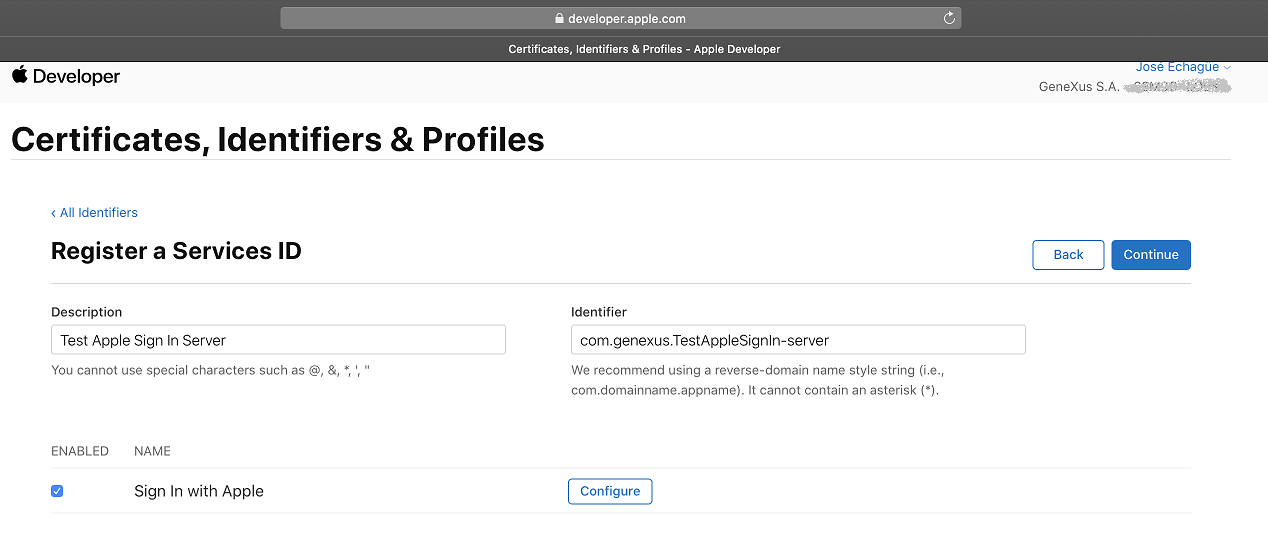 developer.apple.com
Certificates, Identifiers & Profiles - Apple Developer
Developer
José Echagüe
GeneXus S.A.
Certificates, Identifiers & Profiles
‹ All Identifiers
Register a Services ID
Back Continue
Description Identifier
Test Apple Sign In Server com.genexus.TestAppleSignIn-server
You cannot use special characters such as @, &, *, ', " We recommend using a reverse-domain name style string (i.e.,
com.domainname.appname). It cannot contain an asterisk (*).
ENABLED NAME
Sign In with Apple Configure